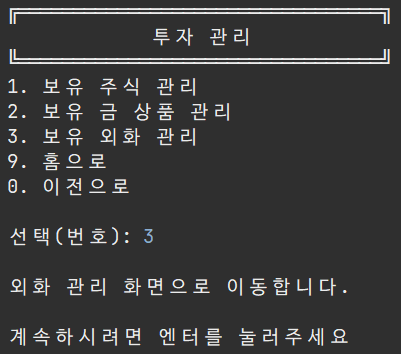 투자 관리
1. 보유 주식 관리
2. 보유 금 상품 관리
3. 보유 외화 관리
9. 홈으로
0. 이전으로
선택(번호): 3
외화 관리 화면으로 이동합니다.
계속하시려면 엔터를 눌러주세요